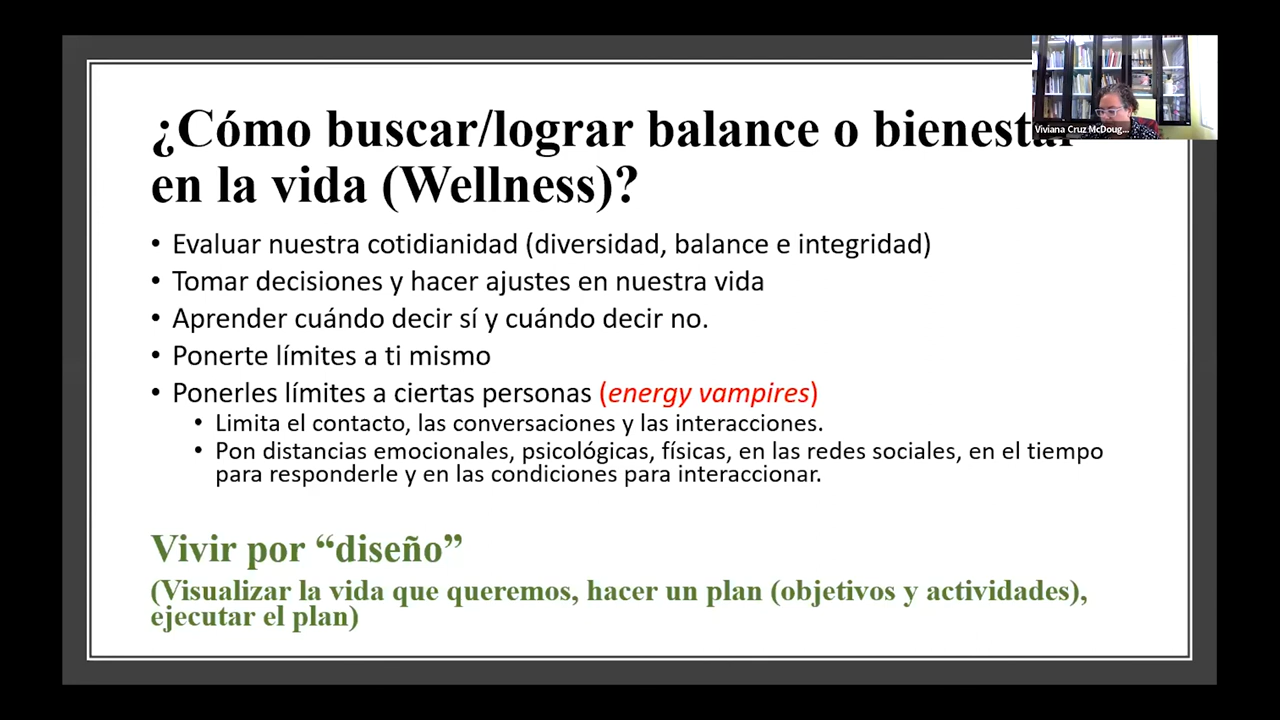 ¿Cómo buscar/lograr balance o bienestar
en la vida (Wellness)?
• Evaluar nuestra cotidianidad (diversidad, balance e integridad)
• Tomar decisiones y hacer ajustes en nuestra vida
• Aprender cuándo decir sí y cuándo decir no.
• Ponerte límites a ti mismo
• Ponerles límites a ciertas personas (energy vampires)
• Limita el contacto, las conversaciones y las interacciones.
• Pon distancias emocionales, psicológicas, físicas, en las redes sociales, en el tiempo
para responderle y en las condiciones para interaccionar.
Vivir por “diseño”
(Visualizar la vida que queremos, hacer un plan (objetivos y actividades),
ejecutar el plan)
Viviana Cruz McDoug...